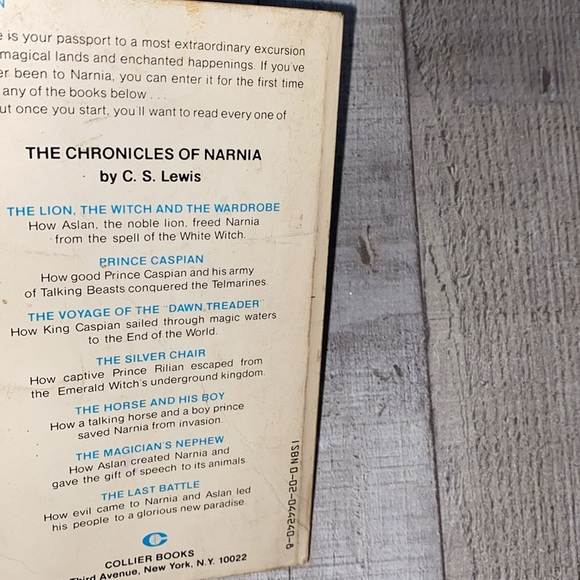 N
e is your passport to a most extraordinary excursion
magical lands and enchanted happenings. If you've
er been to Narnia, you can enter it for the first time
any of the books below . . .
ut once you start, you'll want to read every one of
THE CHRONICLES OF NARNIA
by C. S. Lewis
THE LION, THE WITCH AND THE WARDROBE
How Aslan, the noble lion, freed Narnia
from the spell of the White Witch.
PRINCE CASPIAN
How good Prince Caspian and his army
of Talking Beasts conquered the Telmarines.
THE VOYAGE OF THE "DAWN TREADER"
How King Caspian sailed through magic waters
to the End of the World.
THE SILVER CHAIR
How captive Prince Rilian escaped from
the Emerald Witch's underground kingdom.
THE HORSE AND HIS BOY
How a talking horse and a boy prince
saved Narnia from invasion.
THE MAGICIAN'S NEPHEW
How Aslan created Narnia and
gave the gift of speech to its animals.
THE LAST BATTLE
How evil came to Narnia and Aslan led
his people to a glorious new paradise.
COLLIER BOOKS
Third Avenue, New York, N.Y. 10022
ISBN 0-02-044240-8